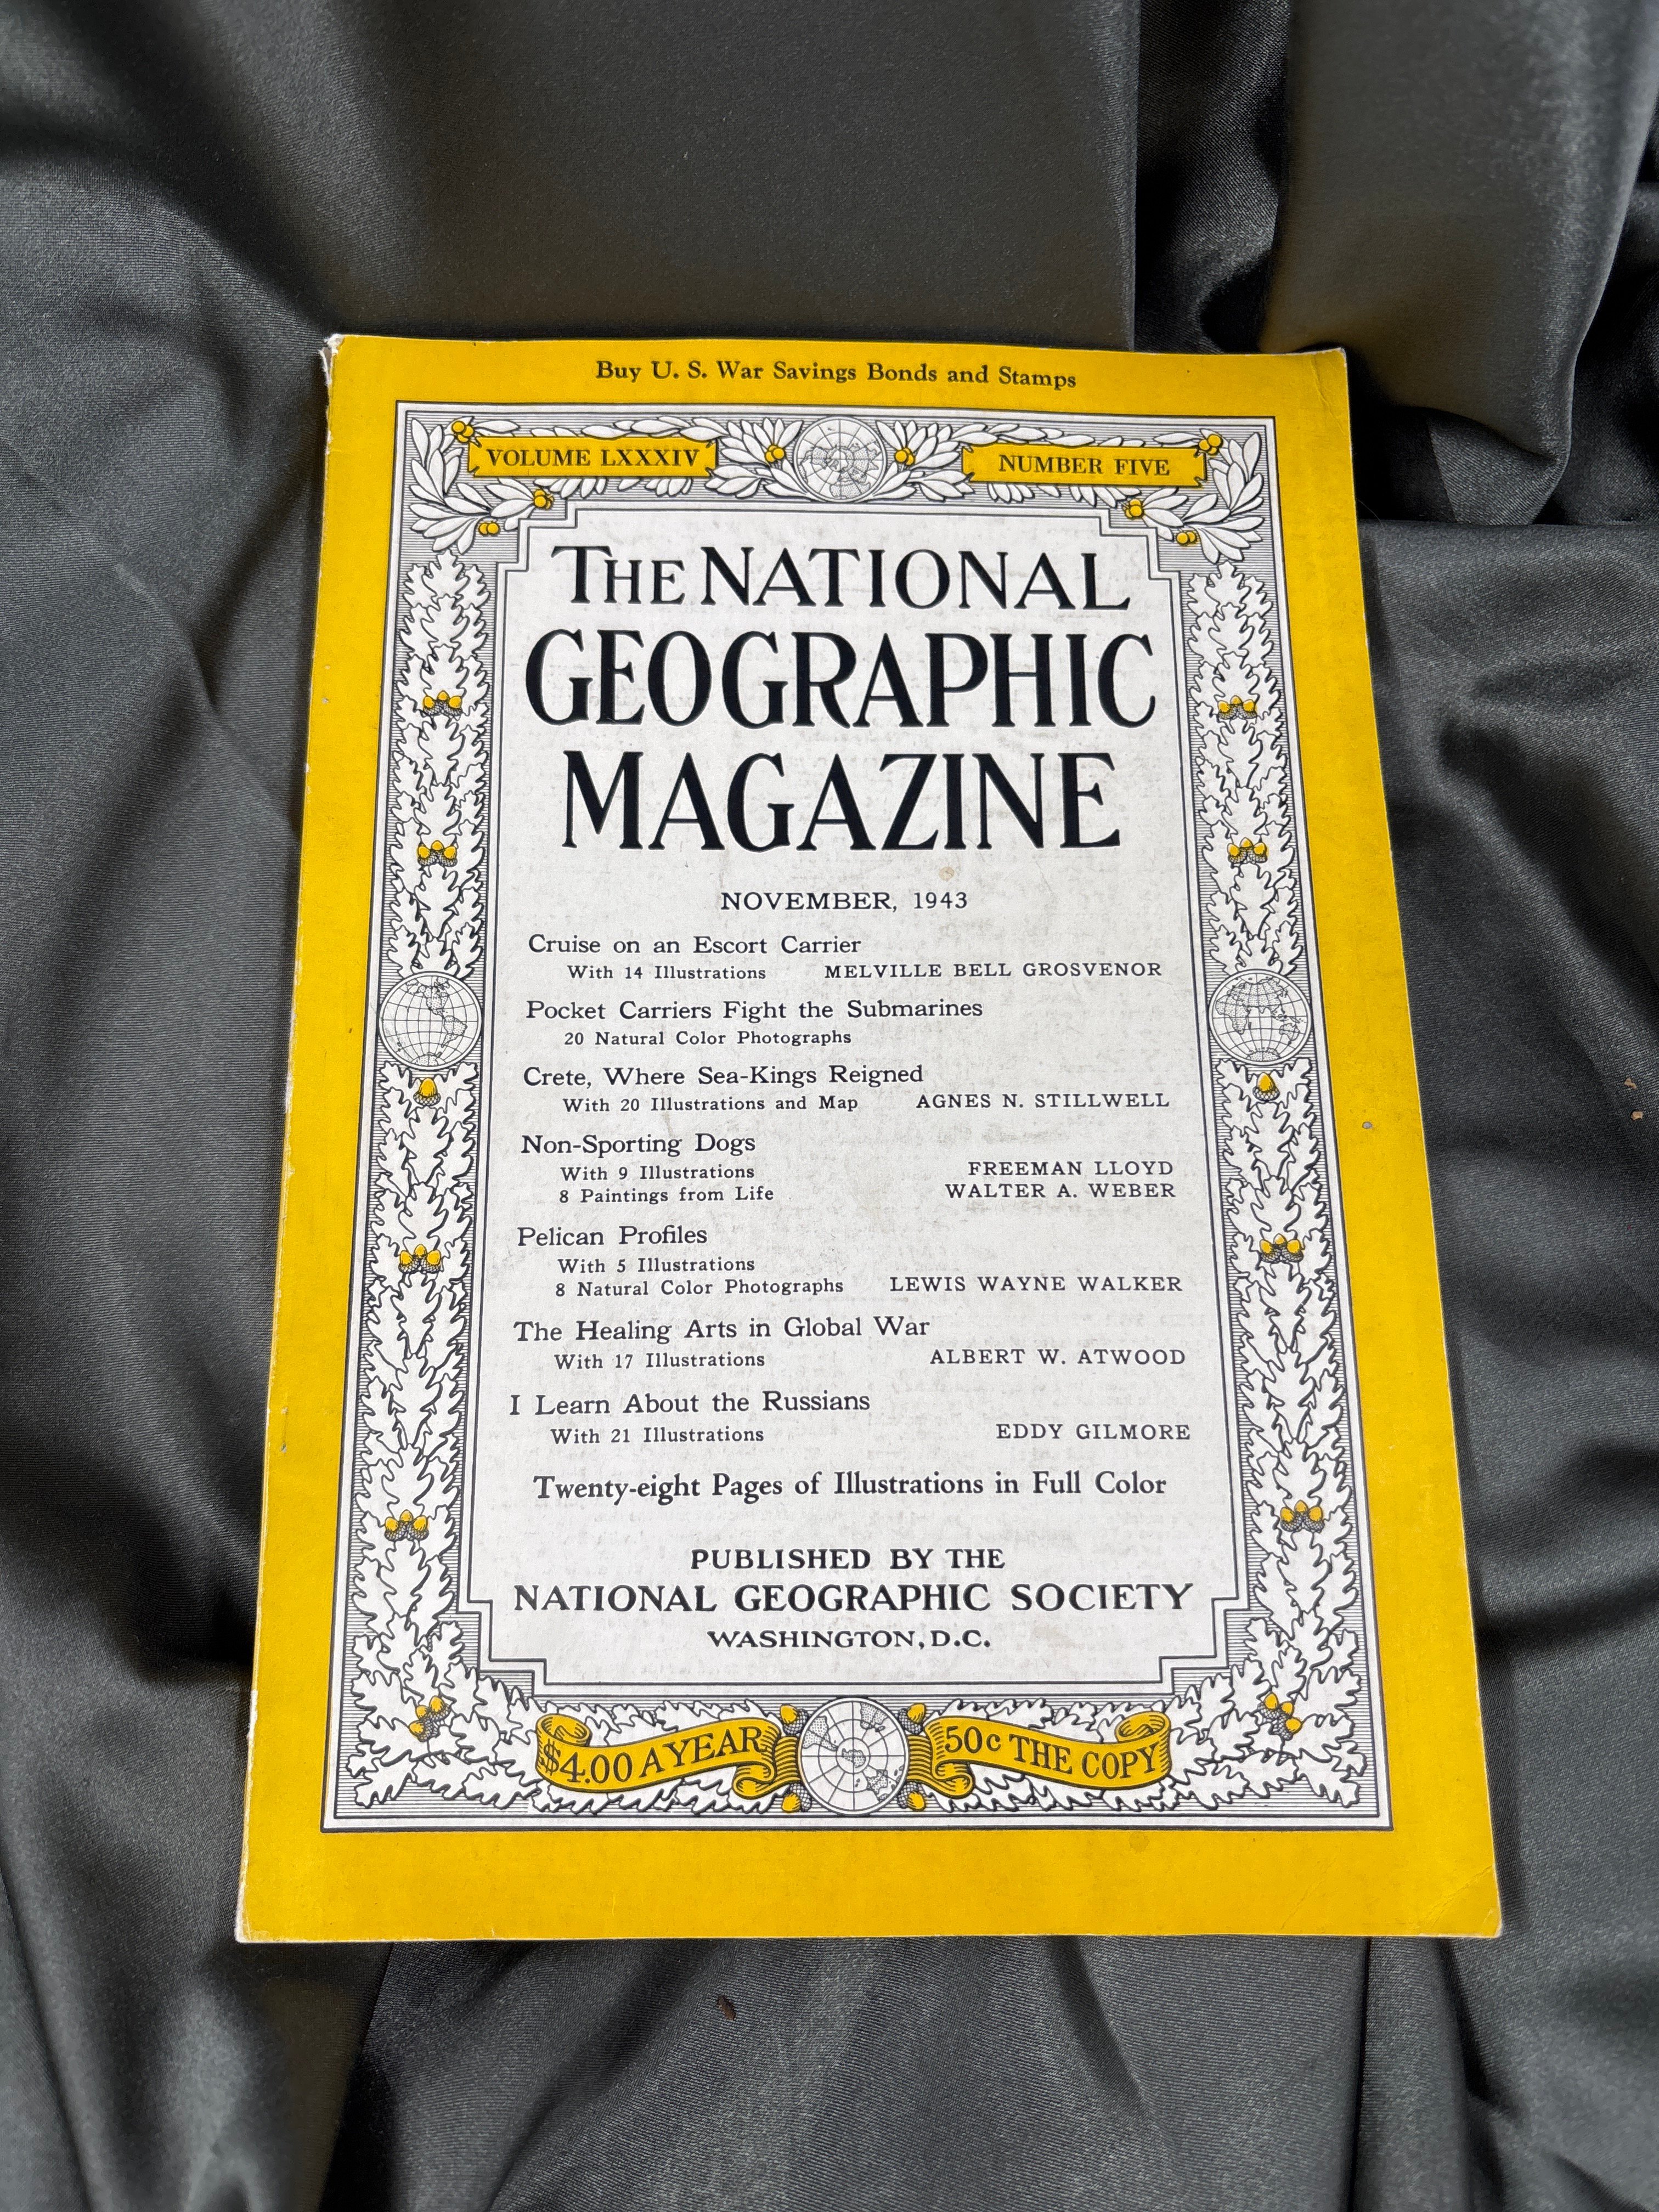 Buy U. S. War Savings Bonds and Stamps
VOLUME LXXXIV NUMBER FIVE
THE NATIONAL
GEOGRAPHIC
MAGAZINE
NOVEMBER, 1943
Cruise on an Escort Carrier
With 14 Illustrations MELVILLE BELL GROSVENOR
Pocket Carriers Fight the Submarines
20 Natural Color Photographs
Crete, Where Sea-Kings Reigned
With 20 Illustrations and Map AGNES N. STILLWELL
Non-Sporting Dogs
With 9 Illustrations FREEMAN LLOYD
8 Paintings from Life WALTER A. WEBER
Pelican Profiles
With 5 Illustrations
8 Natural Color Photographs LEWIS WAYNE WALKER
The Healing Arts in Global War
With 17 Illustrations ALBERT W. ATWOOD
I Learn About the Russians
With 21 Illustrations EDDY GILMORE
Twenty-eight Pages of Illustrations in Full Color
PUBLISHED BY THE
NATIONAL GEOGRAPHIC SOCIETY
WASHINGTON, D.C.
$4.00 A YEAR 50c THE COPY